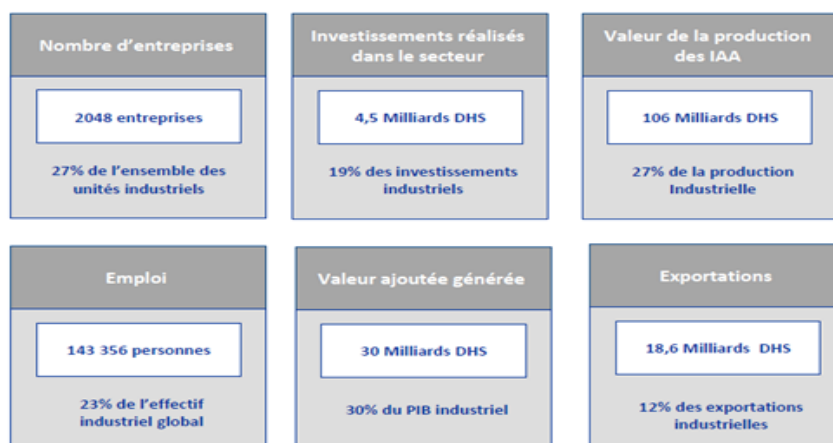 Nombre d'entreprises
2048 entreprises
27% de l'ensemble des
unités industriels
Investissements réalisés
dans le secteur
4,5 Milliards DHS
19% des investissements
industriels
Valeur de la production
des IAA
106 Milliards DHS
27% de la production
Industrielle
Emploi
143 356 personnes
23% de l'effectif
industriel global
Valeur ajoutée générée
30 Milliards DHS
30% du PIB industriel
Exportations
18,6 Milliards DHS
12% des exportations
industrielles